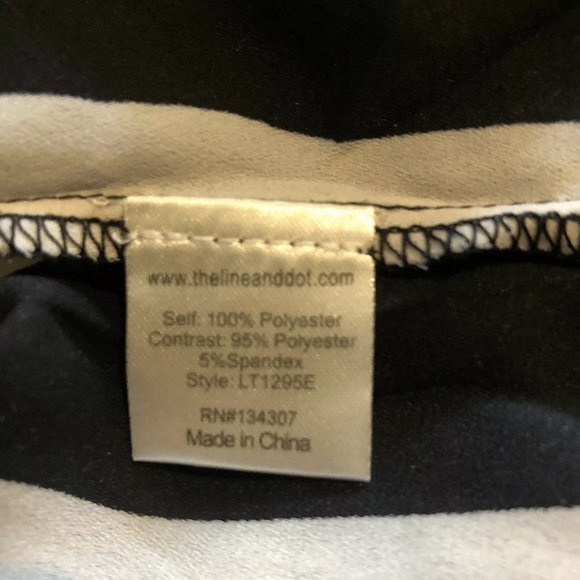 www.thelineanddot.com
Self: 100% Polyester
Contrast: 95% Polyester
5%Spandex
Style: LT1295E
RN#134307
Made in China